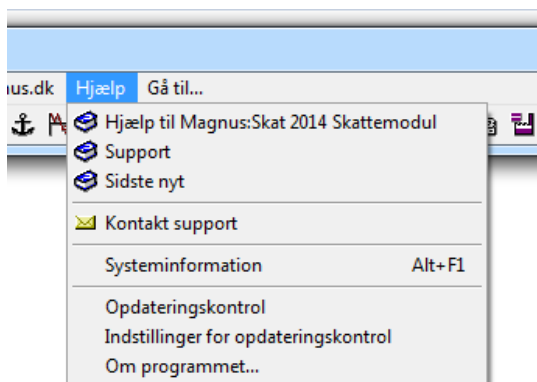 nus.dk Hjælp Gå til...
Hjælp til Magnus:Skat 2014 Skattemodul
Support
Sidste nyt
Kontakt support
Systeminformation Alt+F1
Opdateringskontrol
Indstillinger for opdateringskontrol
Om programmet...